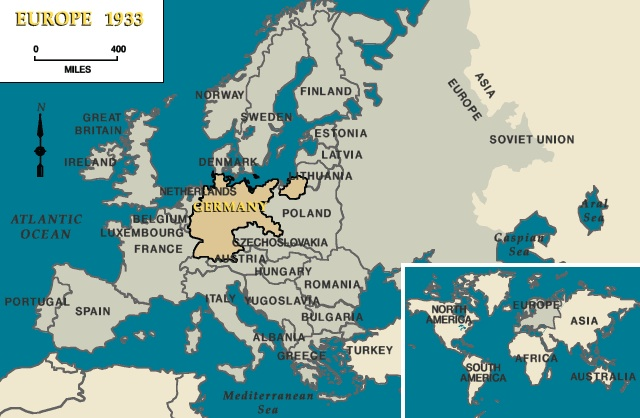 EUROPE 1933
0 400
MILES
N
NORWAY
SWEDEN
FINLAND
ASIA
EUROPE
SOVIET UNION
GREAT
BRITAIN
IRELAND
ESTONIA
LATVIA
LITHUANIA
DENMARK
NETHERLANDS
GERMANY
POLAND
BELGIUM
LUXEMBOURG
FRANCE
CZECHOSLOVAKIA
AUSTRIA
HUNGARY
ROMANIA
ATLANTIC
OCEAN
Aral
Sea
Caspian
Sea
PORTUGAL
SPAIN
ITALY
YUGOSLAVIA
BULGARIA
ALBANIA
GREECE
TURKEY
Mediterranean
Sea
NORTH
AMERICA
EUROPE
ASIA
AFRICA
SOUTH
AMERICA
AUSTRALIA